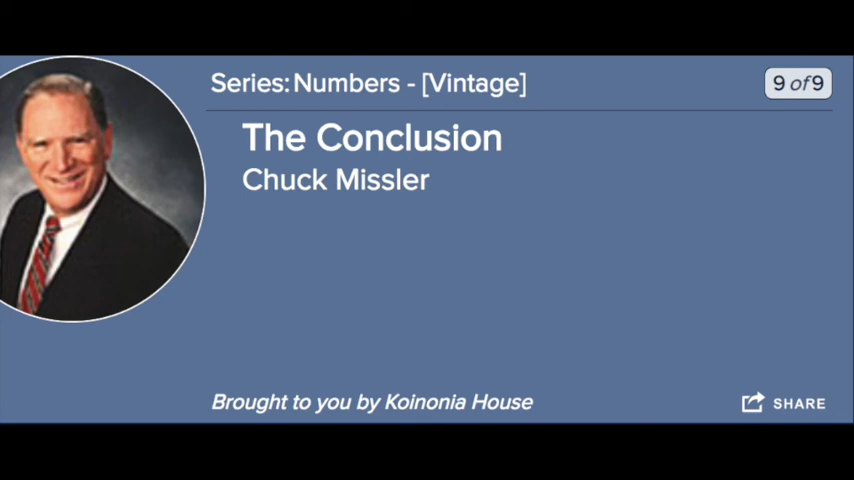 Series: Numbers - [Vintage]
9 of 9
The Conclusion
Chuck Missler
Brought to you by Koinonia House
SHARE